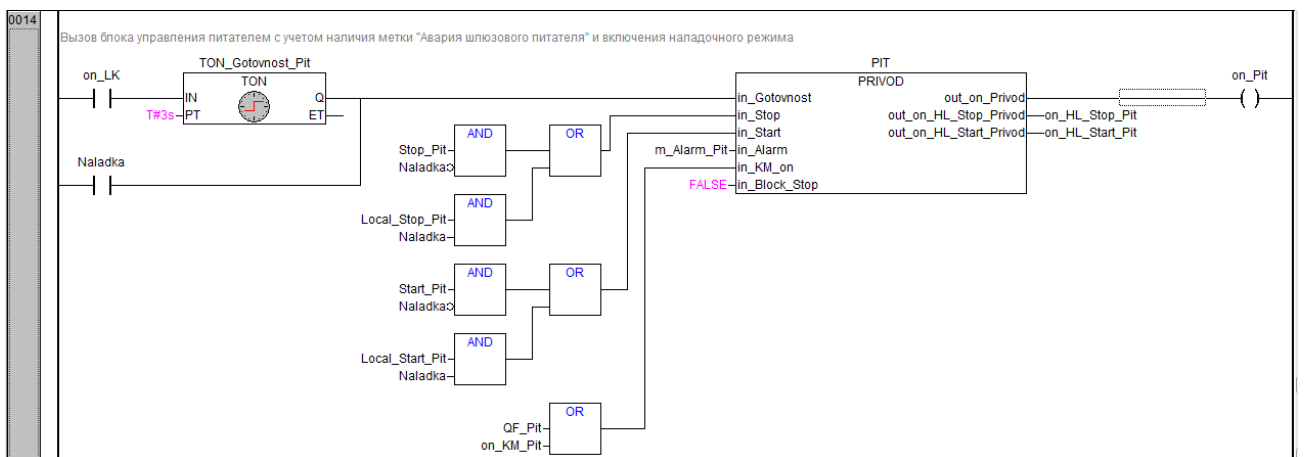 0014
Вызов блока управления питателем с учетом наличия метки "Авария шлюзового питателя" и включения наладочного режима
on_LK
TON_Gotovnost_Pit
TON
IN Q
T#3s PT ET
Naladka
PIT
PRIVOD
in_Gotovnost out_on_Privod
in_Stop out_on_HL_Stop_Privod on_HL_Stop_Pit
in_Start out_on_HL_Start_Privod on_HL_Start_Pit
m_Alarm_Pit in_Alarm
in_KM_on
FALSE in_Block_Stop
on_Pit
AND OR
Stop_Pit
Naladka
AND
Local_Stop_Pit
Naladka
AND OR
Start_Pit
Naladka
AND
Local_Start_Pit
Naladka
OR
QF_Pit
on_KM_Pit